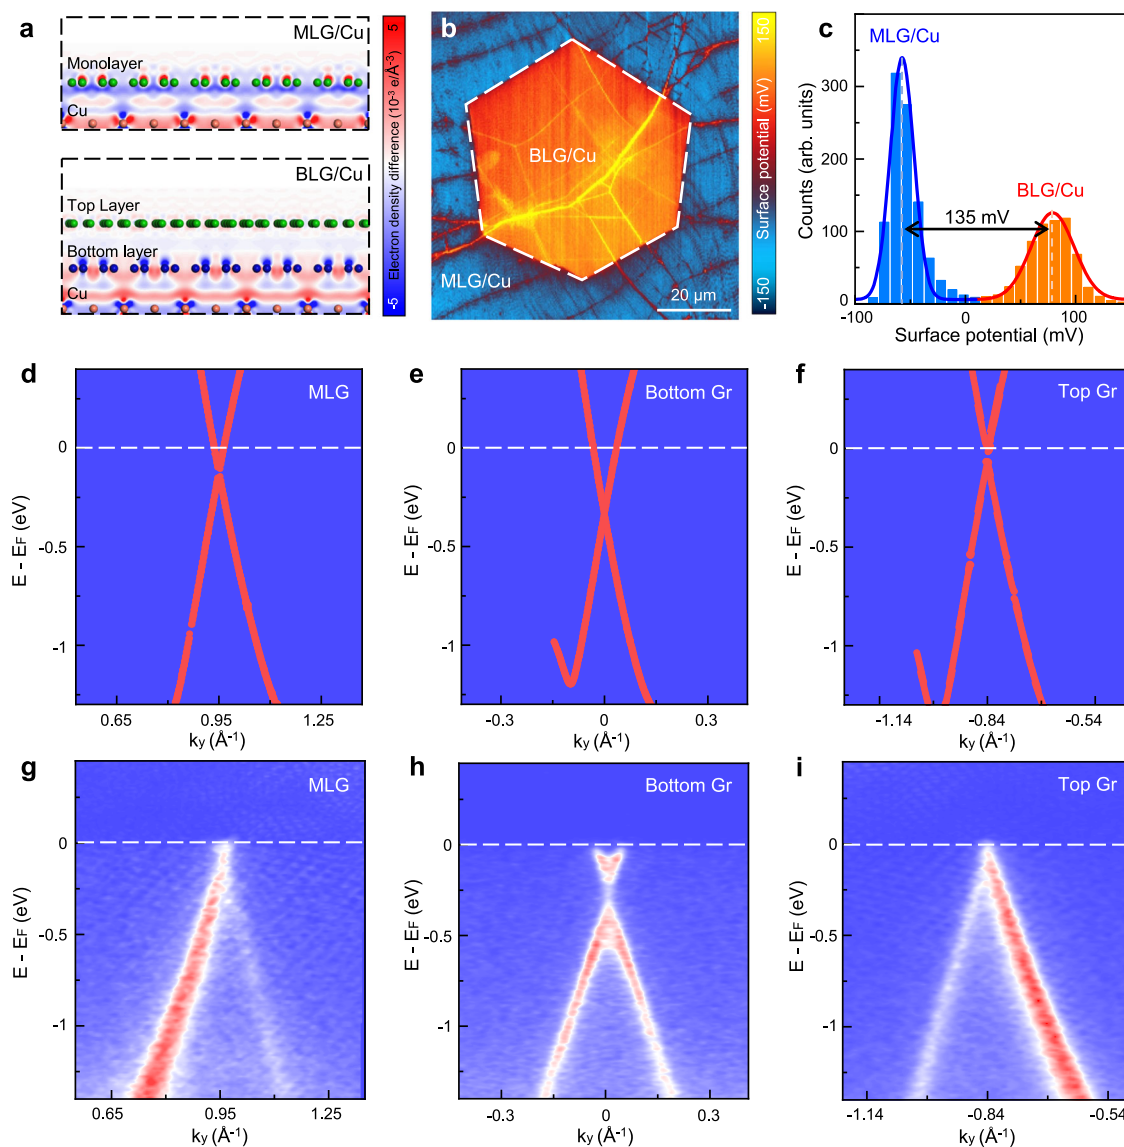 a
MLG/Cu
Monolayer
Cu
BLG/Cu
Top Layer
Bottom layer
Cu
5
Electron density difference (10⁻³ e/Å⁻³)
-5
b
BLG/Cu
MLG/Cu
20 μm
150
Surface potential (mV)
-150
c
MLG/Cu
BLG/Cu
135 mV
Counts (arb. units)
300
200
100
0
-100
0
100
Surface potential (mV)
d
MLG
E - EF (eV)
0
-0.5
-1
0.65
0.95
1.25
ky (Å⁻¹)
e
Bottom Gr
E - EF (eV)
0
-0.5
-1
-0.3
0
0.3
ky (Å⁻¹)
f
Top Gr
E - EF (eV)
0
-0.5
-1
-1.14
-0.84
-0.54
ky (Å⁻¹)
g
MLG
E - EF (eV)
0
-0.5
-1
0.65
0.95
1.25
ky (Å⁻¹)
h
Bottom Gr
E - EF (eV)
0
-0.5
-1
-0.3
0
0.3
ky (Å⁻¹)
i
Top Gr
E - EF (eV)
0
-0.5
-1
-1.14
-0.84
-0.54
ky (Å⁻¹)